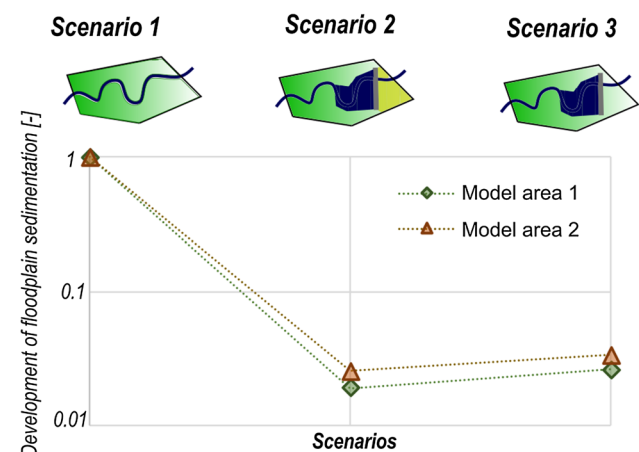 Scenario 1
Scenario 2
Scenario 3
Development of floodplain sedimentation [-]
1
0.1
0.01
Model area 1
Model area 2
Scenarios